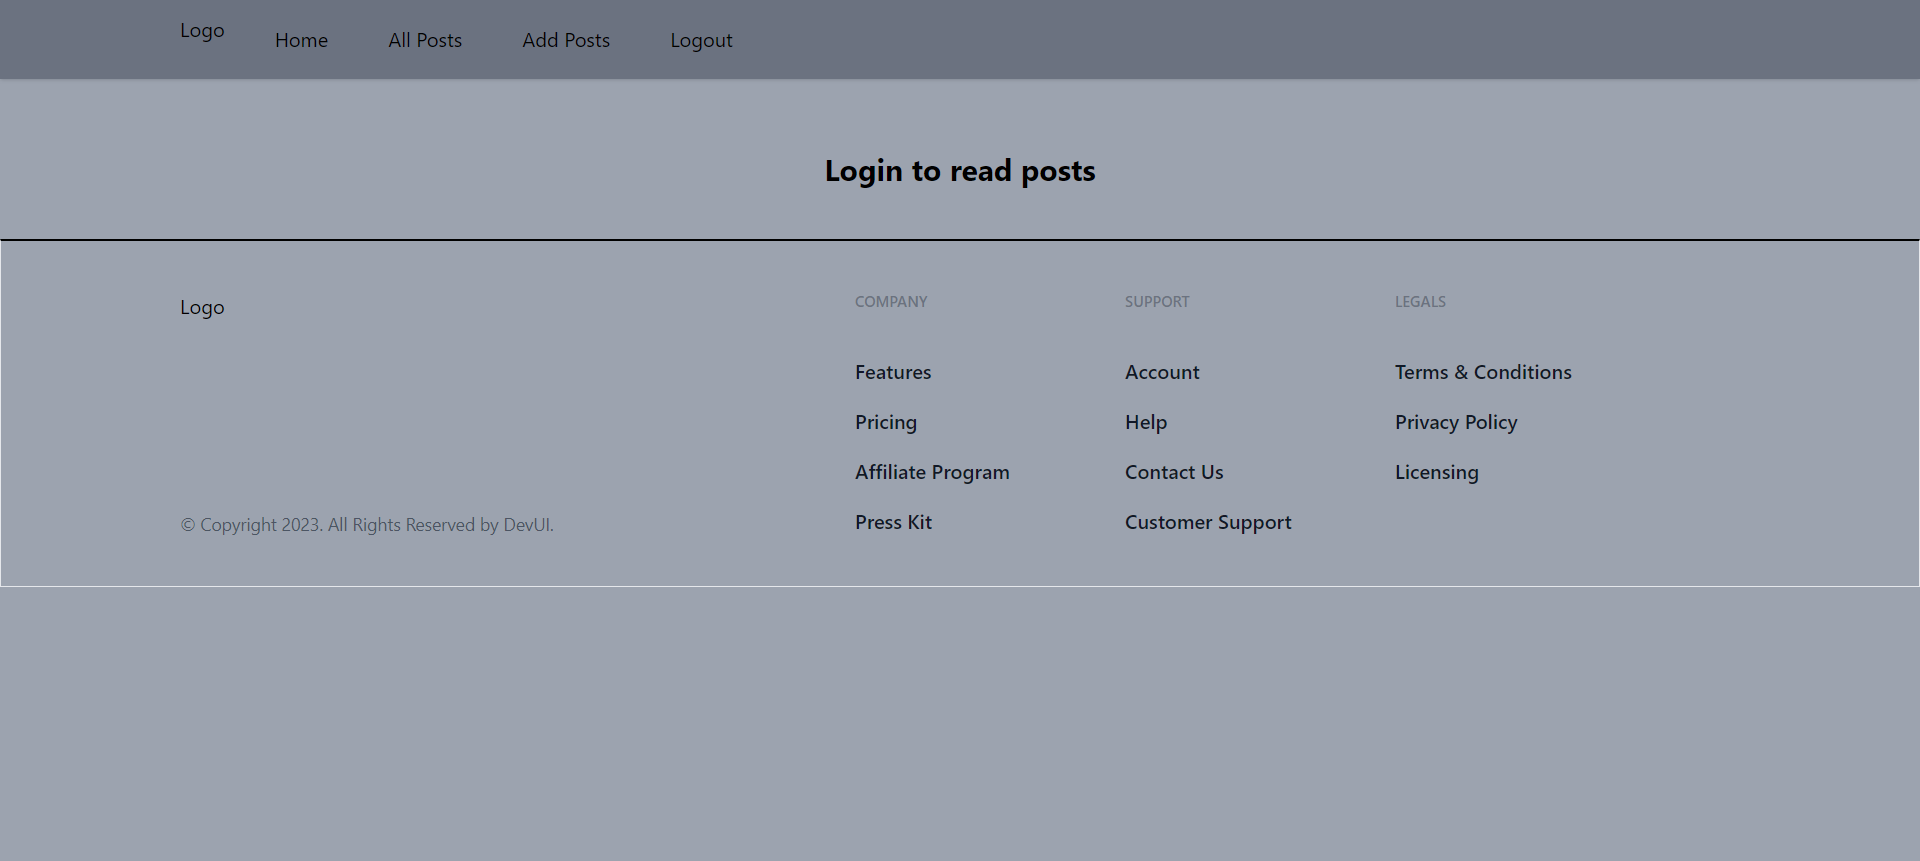 Logo
Home All Posts Add Posts Logout
Login to read posts
Logo
COMPANY
Features
Pricing
Affiliate Program
Press Kit
SUPPORT
Account
Help
Contact Us
Customer Support
LEGALS
Terms & Conditions
Privacy Policy
Licensing
© Copyright 2023. All Rights Reserved by DevUI.